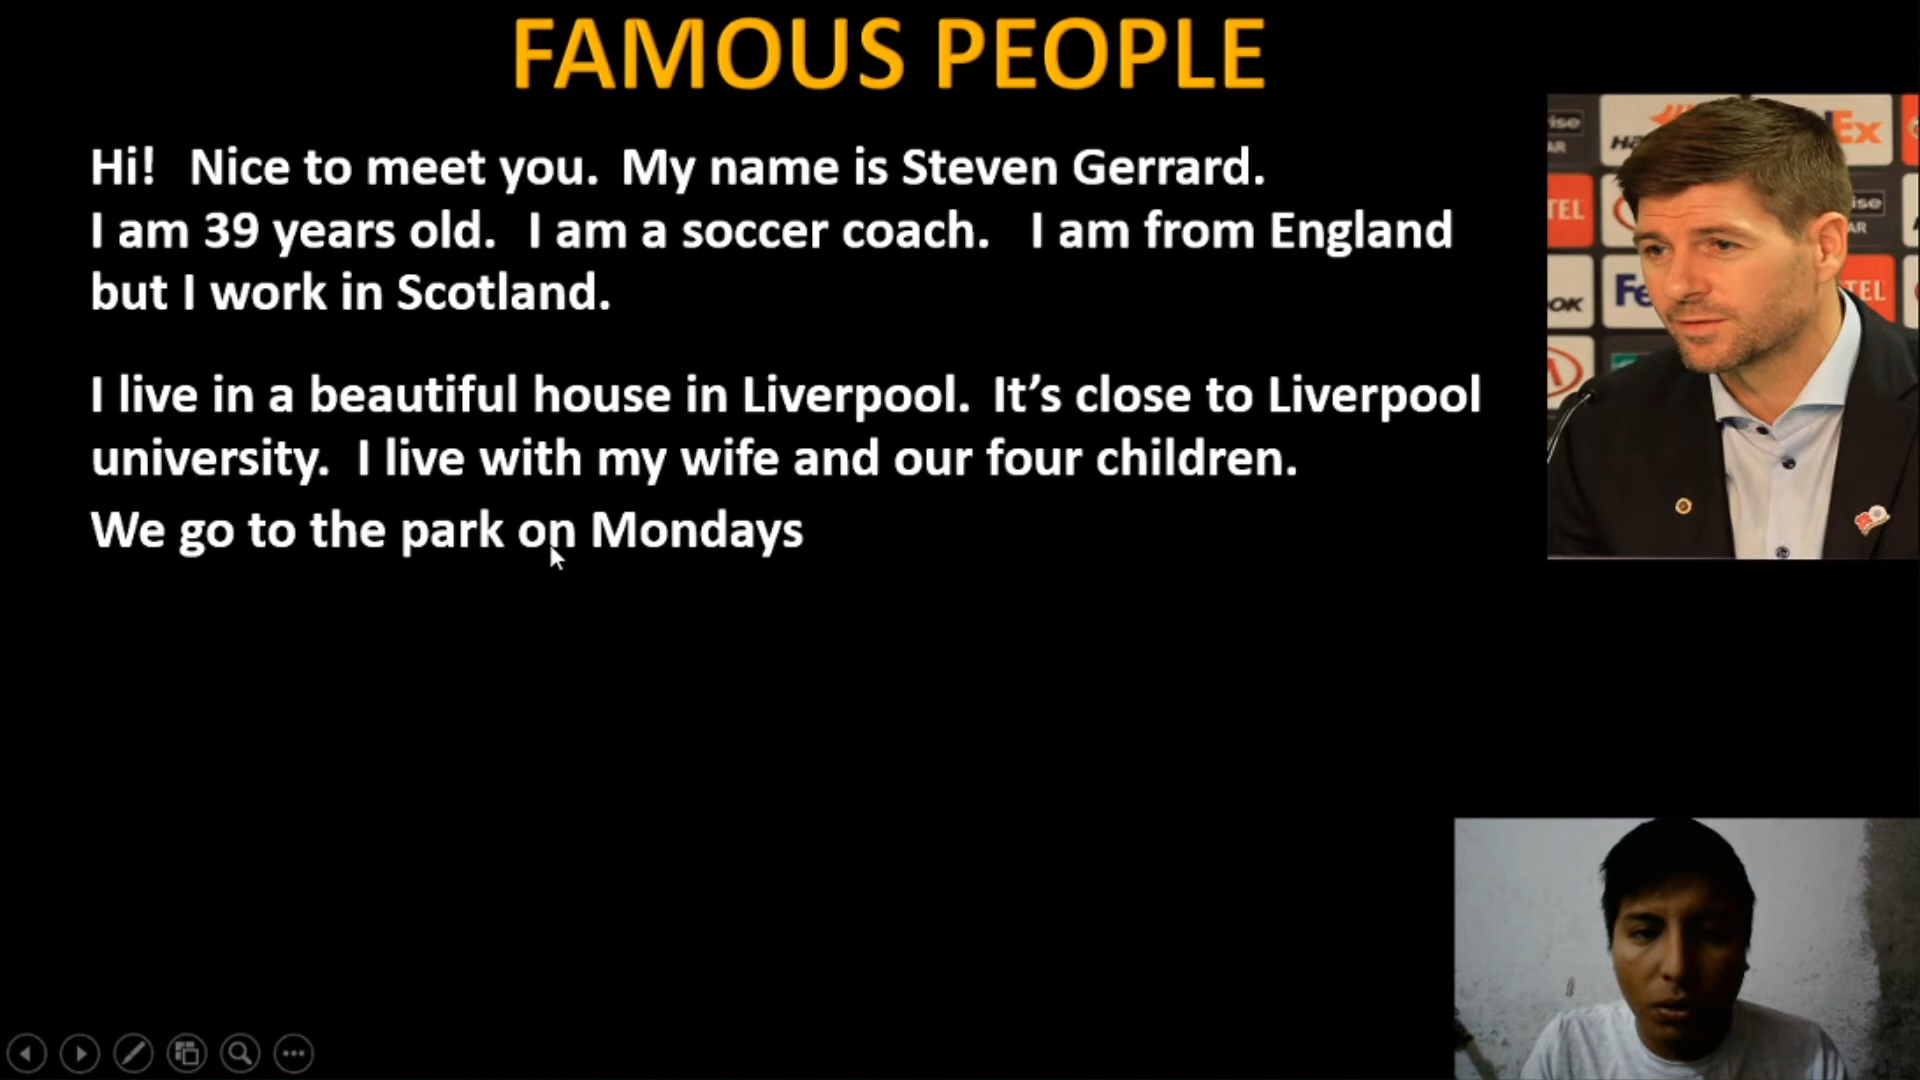 FAMOUS PEOPLE
Hi! Nice to meet you. My name is Steven Gerrard.
I am 39 years old. I am a soccer coach. I am from England
but I work in Scotland.
I live in a beautiful house in Liverpool. It’s close to Liverpool
university. I live with my wife and our four children.
We go to the park on Mondays